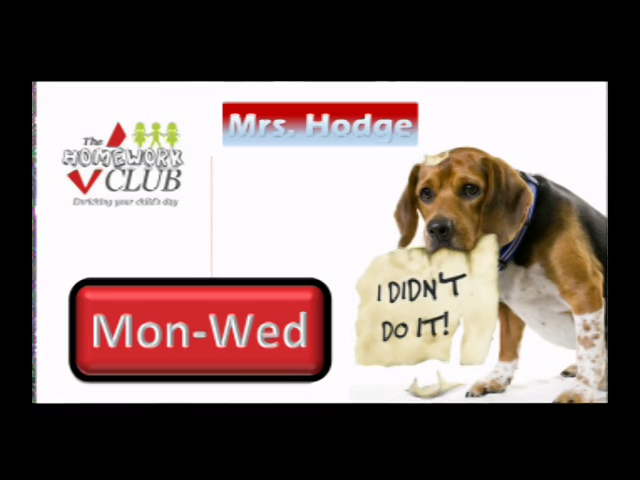 Mrs. Hodge
The
HOMEWORK
CLUB
Enriching your child's day
I DIDN'T
DO IT!
Mon-Wed